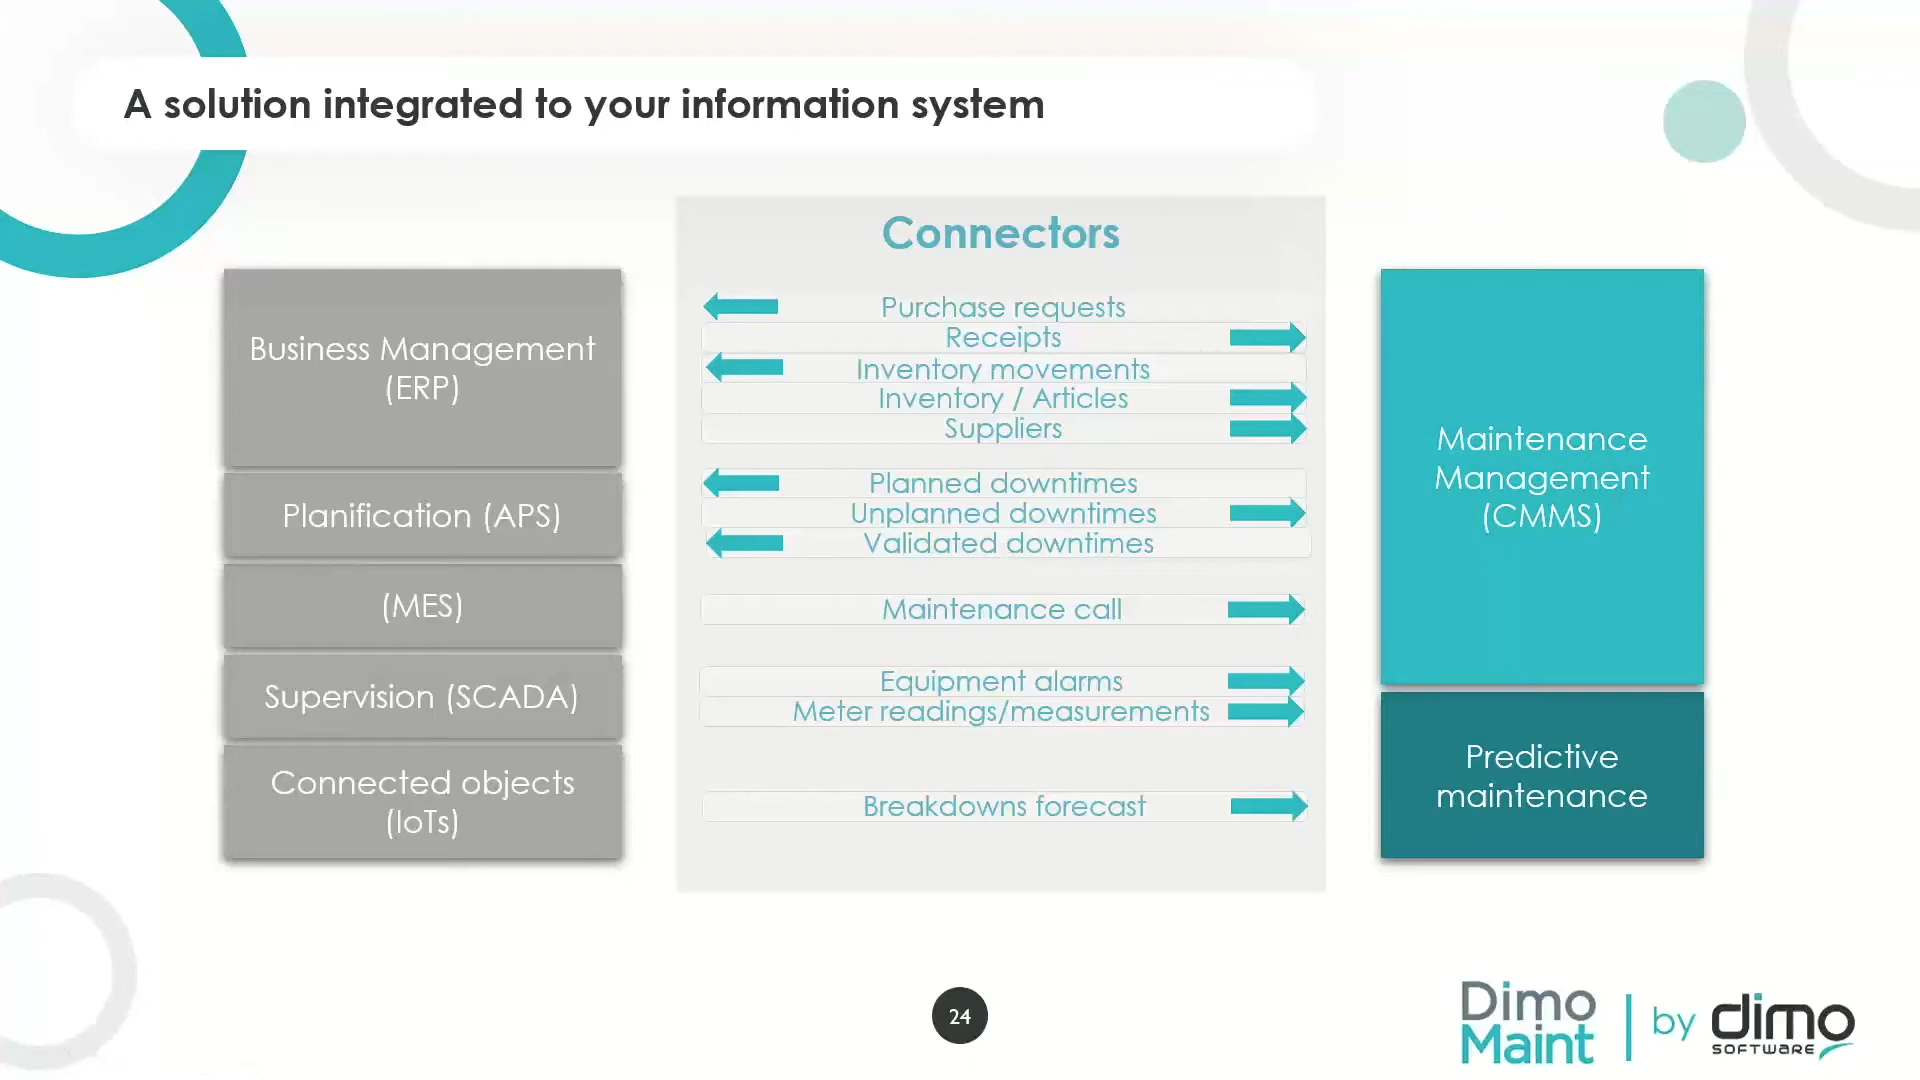 A solution integrated to your information system
Connectors
Business Management
(ERP)
Planification (APS)
(MES)
Supervision (SCADA)
Connected objects
(IoTs)
Purchase requests
Receipts
Inventory movements
Inventory / Articles
Suppliers
Planned downtimes
Unplanned downtimes
Validated downtimes
Maintenance call
Equipment alarms
Meter readings/measurements
Breakdowns forecast
Maintenance
Management
(CMMS)
Predictive
maintenance
24
Dimo
Maint
by dimo
SOFTWARE